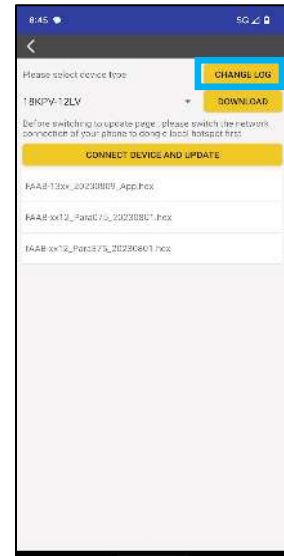 8:45
5G
Please select device type
CHANGE LOG
18KPV-12LV
DOWNLOAD
Before switching to update page , please switch the network
connection of your phone to dongle local hotspot first
CONNECT DEVICE AND UPDATE
FAAB-13xx_20230809_App.hex
FAAB-xx12_Para075_20230801.hex
fAAB-xx12_Para375_20230801.hex